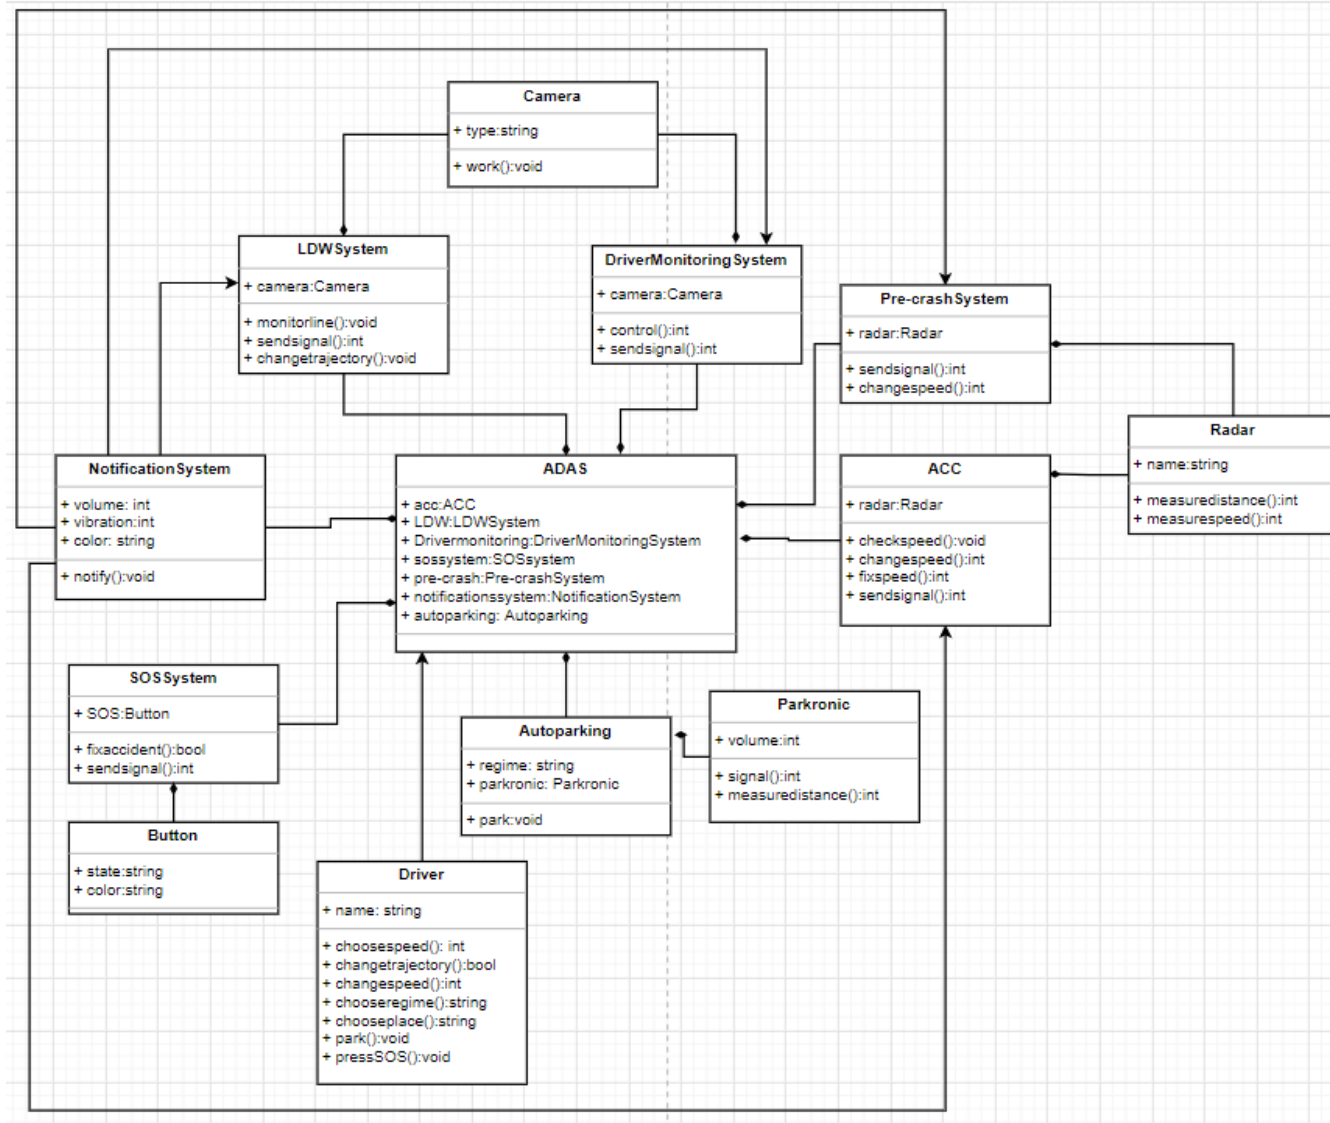 Camera
+ type:string
+ work():void
LDWSystem
+ camera:Camera
+ monitorline():void
+ sendsignal():int
+ changetrajectory():void
DriverMonitoringSystem
+ camera:Camera
+ control():int
+ sendsignal():int
Pre-crashSystem
+ radar:Radar
+ sendsignal():int
+ changespeed():int
Radar
+ name:string
+ measuredistance():int
+ measurespeed():int
NotificationSystem
+ volume: int
+ vibration:int
+ color: string
+ notify():void
ADAS
+ acc:ACC
+ LDW:LDWSystem
+ Drivermonitoring:DriverMonitoringSystem
+ sossystem:SOSsystem
+ pre-crash:Pre-crashSystem
+ notificationssystem:NotificationSystem
+ autoparking: Autoparking
ACC
+ radar:Radar
+ checkspeed():void
+ changespeed():int
+ fixspeed():int
+ sendsignal():int
SOSSystem
+ SOS:Button
+ fixaccident():bool
+ sendsignal():int
Autoparking
+ regime: string
+ parkronic: Parkronic
+ park:void
Parkronic
+ volume:int
+ signal():int
+ measuredistance():int
Button
+ state:string
+ color:string
Driver
+ name: string
+ choosespeed(): int
+ changetrajectory():bool
+ changespeed():int
+ chooseregime():string
+ chooseplace():string
+ park():void
+ pressSOS():void